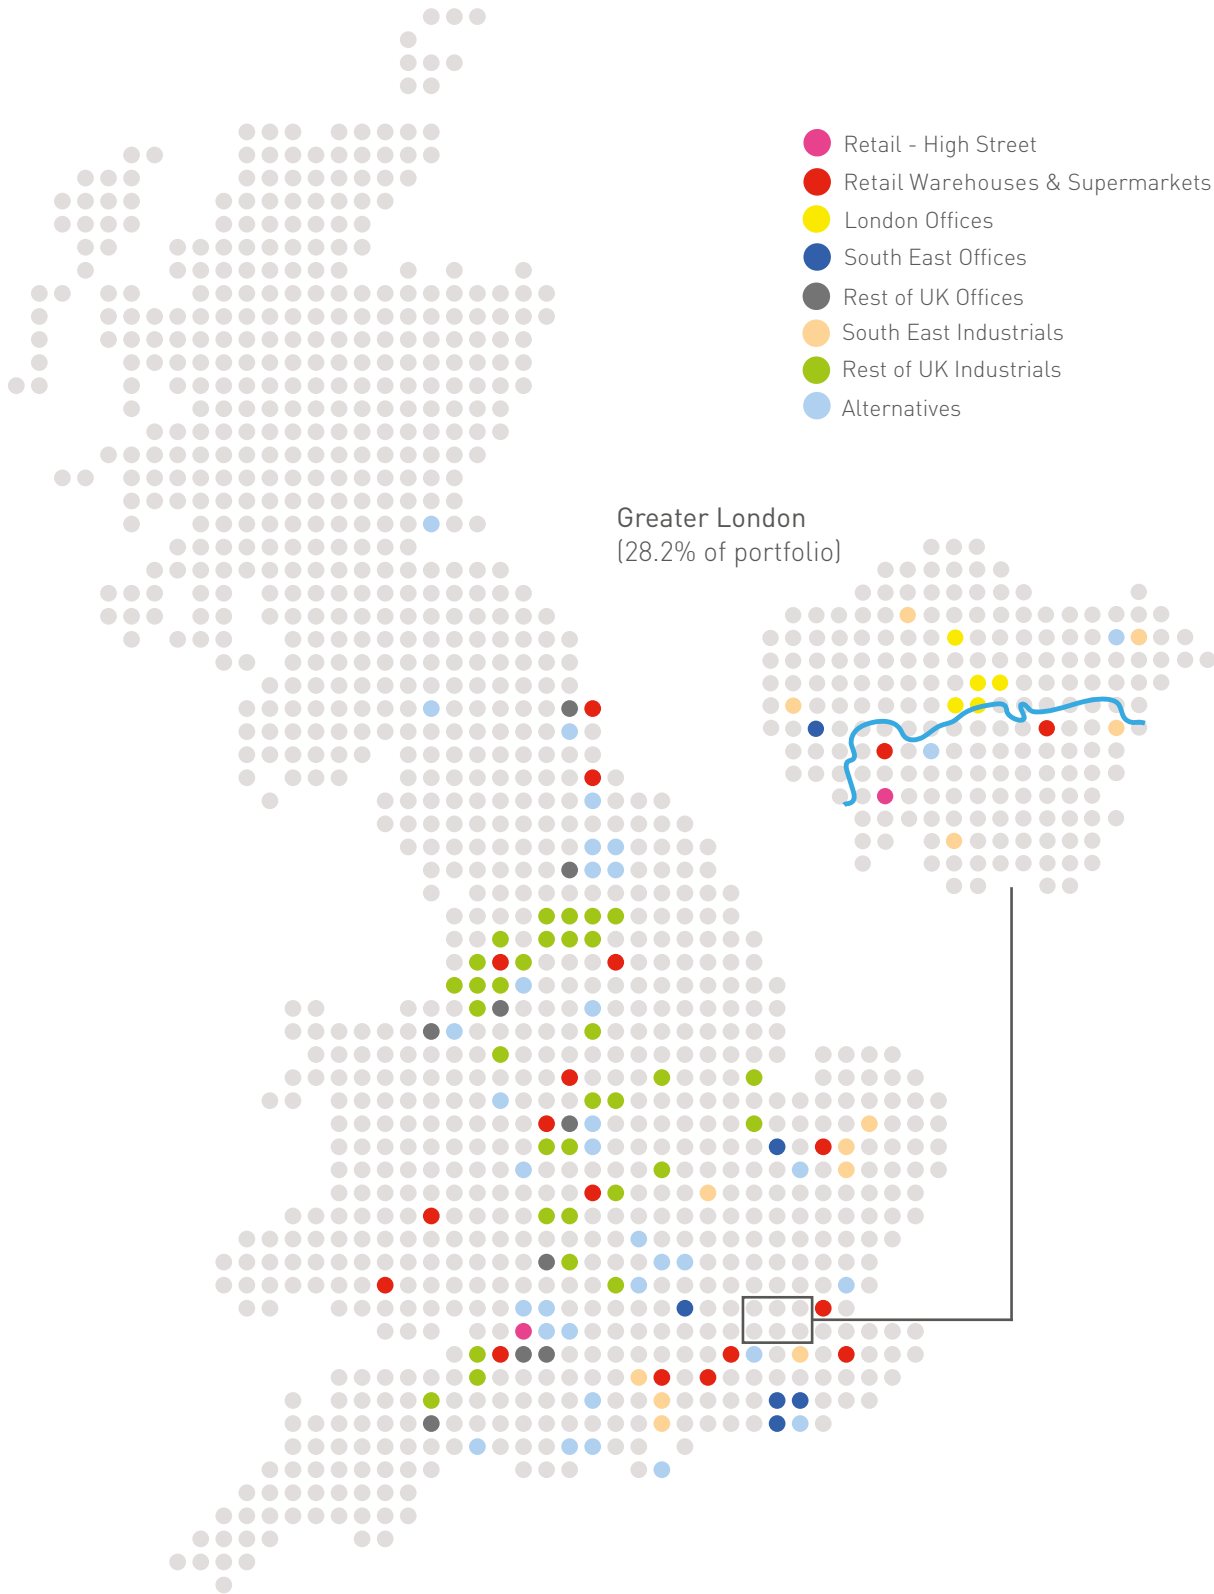 Retail - High Street
Retail Warehouses & Supermarkets
London Offices
South East Offices
Rest of UK Offices
South East Industrials
Rest of UK Industrials
Alternatives
Greater London
(28.2% of portfolio)